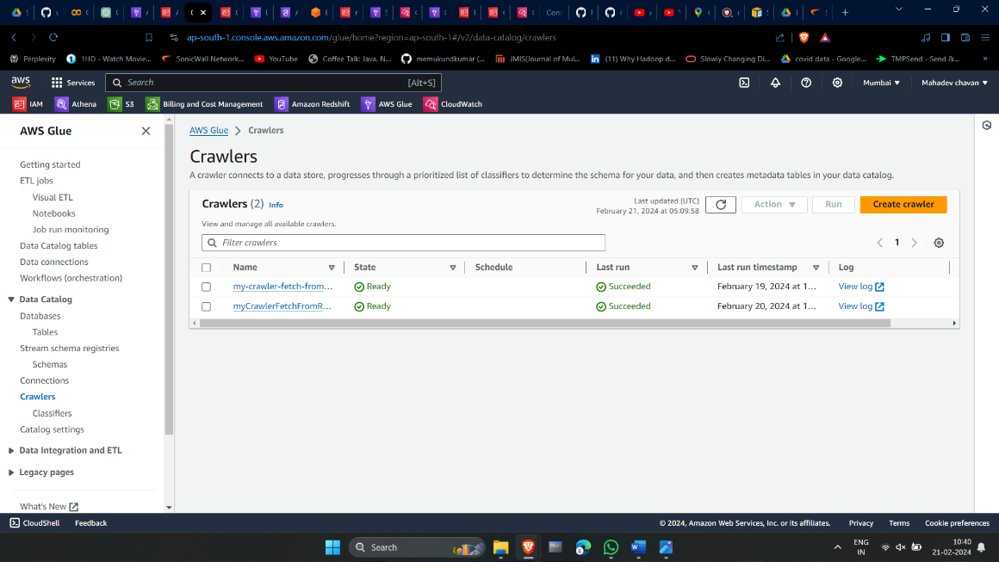 ap-south-1.console.aws.amazon.com/glue/home?region=ap-south-1#/v2/data-catalog/crawlers
Perplexity
1HD - Watch Movie...
SonicWall Network...
YouTube
Coffee Talk: Java, N...
memukundkumar (...
JMIS(Journal of Mul...
(11) Why Hadoop d...
Slowly Changing Di...
covid data - Google...
TMPSend - Send &...
»
aws
Services
Search
[Alt+S]
Mumbai ▼
Mahadev chavan ▼
IAM
Athena
S3
Billing and Cost Management
Amazon Redshift
AWS Glue
CloudWatch
AWS Glue
Getting started
ETL jobs
Visual ETL
Notebooks
Job run monitoring
Data Catalog tables
Data connections
Workflows (orchestration)
Data Catalog
Databases
Tables
Stream schema registries
Schemas
Connections
Crawlers
Classifiers
Catalog settings
Data Integration and ETL
Legacy pages
What's New
AWS Glue > Crawlers
Crawlers
A crawler connects to a data store, progresses through a prioritized list of classifiers to determine the schema for your data, and then creates metadata tables in your data catalog.
Crawlers (2) Info
Last updated (UTC)
February 21, 2024 at 05:09:58
Action ▼
Run
Create crawler
View and manage all available crawlers.
Filter crawlers
1
Name State Schedule Last run Last run timestamp Log
my-crawler-fetch-from... Ready Succeeded February 19, 2024 at 1... View log
myCrawlerFetchFromR... Ready Succeeded February 20, 2024 at 1... View log
CloudShell
Feedback
© 2024, Amazon Web Services, Inc. or its affiliates.
Privacy
Terms
Cookie preferences
Search
ENG
IN
10:40
21-02-2024